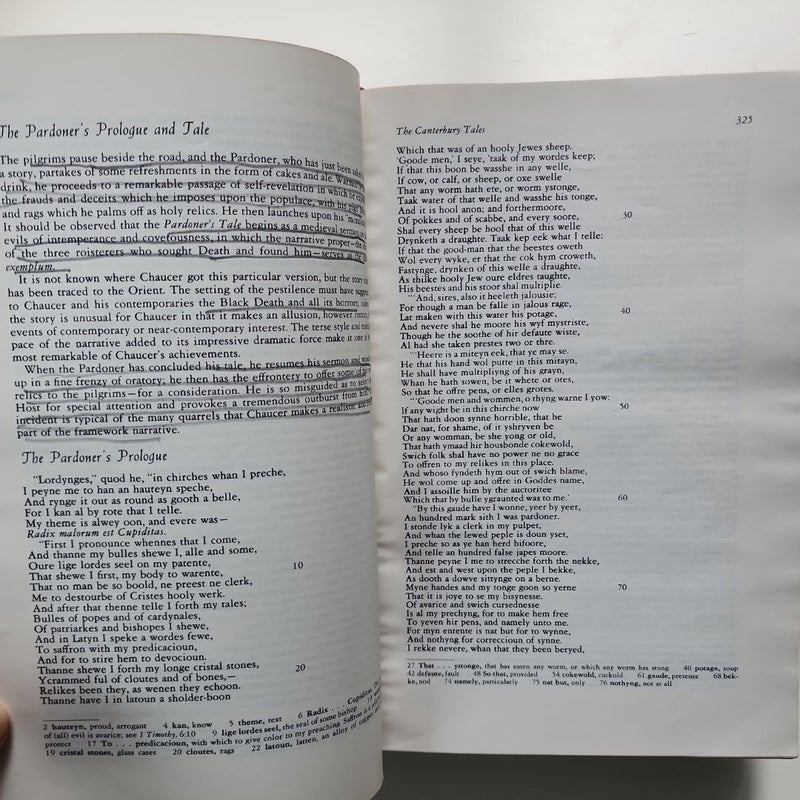 The Pardoner's Prologue and Tale
The pilgrims pause beside the road, and the Pardoner, who has just been
a story, partakes of some refreshments in the form of cakes and ale.
drink, he proceeds to a remarkable passage of self-revelation in which he
the frauds and deceits which he imposes upon the populace, with his pigs'
and rags which he palms off as holy relics. He then launches upon his
It should be observed that the Pardoner's Tale begins as a medieval sermon
evils of intemperance and covetousness, in which the narrative proper—the
of the three roisterers who sought Death and found him—serves as the
exemplum.
It is not known where Chaucer got this particular version, but the story
has been traced to the Orient. The setting of the pestilence must have
to Chaucer and his contemporaries the Black Death and all its horrors;
the story is unusual for Chaucer in that it makes an allusion, however
events of contemporary or near-contemporary interest. The terse style and
pace of the narrative added to its impressive dramatic force make it one of
most remarkable of Chaucer's achievements.
When the Pardoner has concluded his tale, he resumes his sermon and
up in a fine frenzy of oratory; he then has the effrontery to offer some of
relics to the pilgrims—for a consideration. He is so misguided as to
Host for special attention and provokes a tremendous outburst from
incident is typical of the many quarrels that Chaucer makes a realistic
part of the framework narrative.
The Pardoner's Prologue
"Lordynges," quod he, "in chirches whan I preche,
I peyne me to han an hauteyn speche,
And rynge it out as round as gooth a belle,
For I kan al by rote that I telle.
My theme is alwey oon, and evere was—
Radix malorum est Cupiditas.
"First I pronounce whennes that I come,
And thanne my bulles shewe I, alle and some,
Oure lige lordes seel on my patente,
That shewe I first, my body to warente, 10
That no man be so boold, ne preest ne clerk,
Me to destourbe of Cristes hooly werk.
And after that thenne telle I forth my tales;
Bulles of popes and of cardynales,
Of patriarkes and bishopes I shewe,
And in Latyn I speke a wordes fewe,
To saffron with my predicacioun,
And for to stire hem to devocioun.
Thanne shewe I forth my longe cristal stones,
Ycrammed ful of cloutes and of bones,— 20
Relikes been they, as wenen they echoon.
Thanne have I in latoun a sholder-boon
2 hauteyn, proud, arrogant 4 kan, know 5 theme, text 6 Radix . . . Cupiditas, The
of (all) evil is avarice; see 1 Timothy, 6:10 9 lige lordes seel, the seal of some bishop
protect 17 To . . . predicacioun, with which to give color to my preaching. Saffron is a
19 cristal stones, glass cases 20 cloutes, rags 22 latoun, latten, an alloy of copper
The Canterbury Tales 325
Which that was of an hooly Jewes sheep.
'Goode men,' I seye, 'taak of my wordes keep;
If that this boon be wasshe in any welle,
If cow, or calf, or sheep, or oxe swelle
That any worm hath ete, or worm ystonge,
Taak water of that welle and wasshe his tonge,
And it is hool anon; and forthermoore,
Of pokkes and of scabbe, and every soore, 30
Shal every sheep be hool that of this welle
Drynketh a draughte. Taak kep eek what I telle:
If that the good-man that the beestes oweth
Wol every wyke, er that the cok hym croweth,
Fastynge, drynken of this welle a draughte,
As thilke hooly Jew oure eldres taughte,
His beestes and his stoor shal multiplie.
"'And, sires, also it heeleth jalousie;
For though a man be falle in jalous rage,
Lat maken with this water his potage, 40
And nevere shal he moore his wyf mystriste,
Though he the soothe of hir defaute wiste,
Al had she taken prestes two or thre.
"'Heere is a miteyn eek, that ye may se.
He that his hand wol putte in this mitayn,
He shall have multipliyng of his grayn,
Whan he hath sowen, be it where or otes,
So that he offre pens, or elles grotes.
"'Goode men and wommen, o thyng warne I yow:
If any wight be in this chirche now 50
That hath doon synne horrible, that he
Dar nat, for shame, of it yshryven be
Or any womman, be she yong or old,
That hath ymaad hir housbonde cokewold,
Swich folk shal have no power ne no grace
To offren to my relikes in this place.
And whoso fyndeth hym out of swich blame,
He wol come up and offre in Goddes name,
And I assoille him by the auctoritee
Which that by bulle ygraunted was to me.' 60
"By this gaude have I wonne, yeer by yeer,
An hundred mark sith I was pardoner.
I stonde lyk a clerk in my pulpet,
And whan the lewed peple is doun yset,
I preche so as ye han herd bifoore,
And telle an hundred false japes moore.
Thanne peyne I me to strecche forth the nekke,
And est and west upon the peple I bekke,
As dooth a dowve sittynge on a berne.
Myne handes and my tonge goon so yerne 70
That it is joye to se my bisynesse.
Of avarice and swich cursednesse
Is al my prechyng, for to make hem free
To yeven hir pens, and namely unto me.
For myn entente is nat but for to wynne,
And nothyng for correccioun of synne.
I rekke nevere, whan that they been beryed,
27 That . . . ystonge, that has eaten any worm, or which any worm has stung 40 potage, soup
42 defaute, fault 48 So that, provided 54 cokewold, cuckold 61 gaude, pretense 68 bek-
ke, nod 74 namely, particularly 75 nat but, only 76 nothyng, not at all